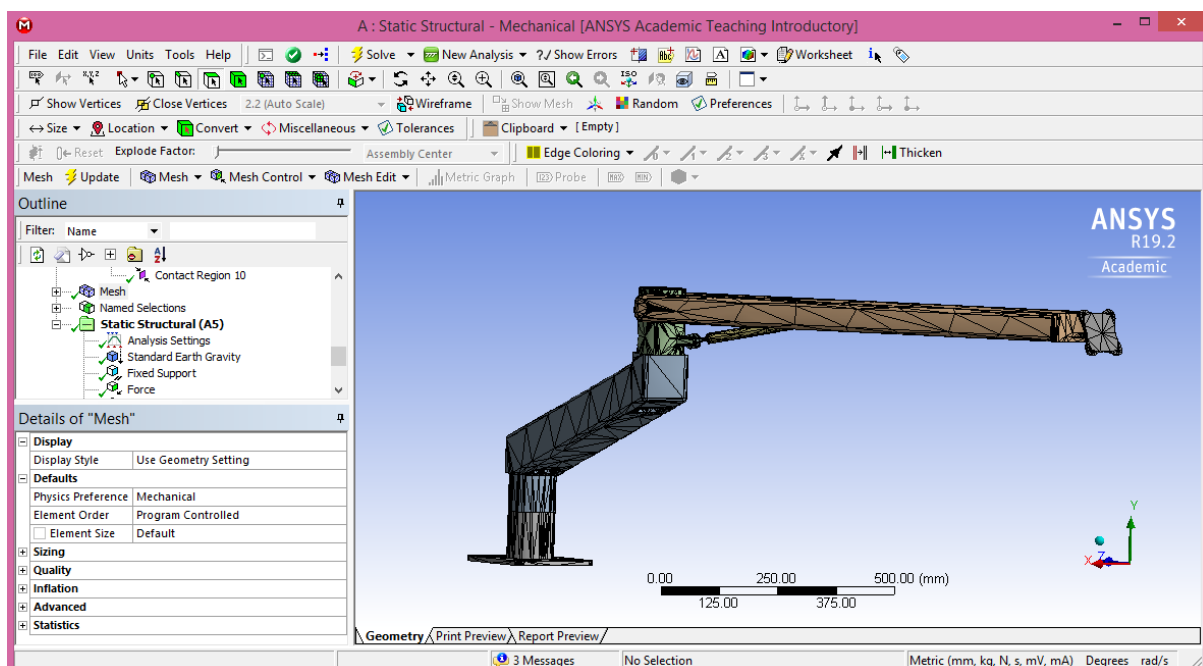 A : Static Structural - Mechanical [ANSYS Academic Teaching Introductory]
File Edit View Units Tools Help Solve New Analysis ?/ Show Errors A Worksheet
ISO
Show Vertices Close Vertices 2.2 (Auto Scale) Wireframe Show Mesh Random Preferences
Size Location Convert Miscellaneous Tolerances Clipboard [Empty]
Reset Explode Factor: Assembly Center Edge Coloring Thicken
Mesh Update Mesh Mesh Control Mesh Edit Metric Graph Probe MAX MIN
Outline
Filter: Name
Contact Region 10
Mesh
Named Selections
Static Structural (A5)
Analysis Settings
Standard Earth Gravity
Fixed Support
Force
Details of "Mesh"
Display
Display Style Use Geometry Setting
Defaults
Physics Preference Mechanical
Element Order Program Controlled
Element Size Default
Sizing
Quality
Inflation
Advanced
Statistics
ANSYS
R19.2
Academic
Y
X Z
0.00 250.00 500.00 (mm)
125.00 375.00
Geometry Print Preview Report Preview
3 Messages No Selection Metric (mm, kg, N, s, mV, mA) Degrees rad/s